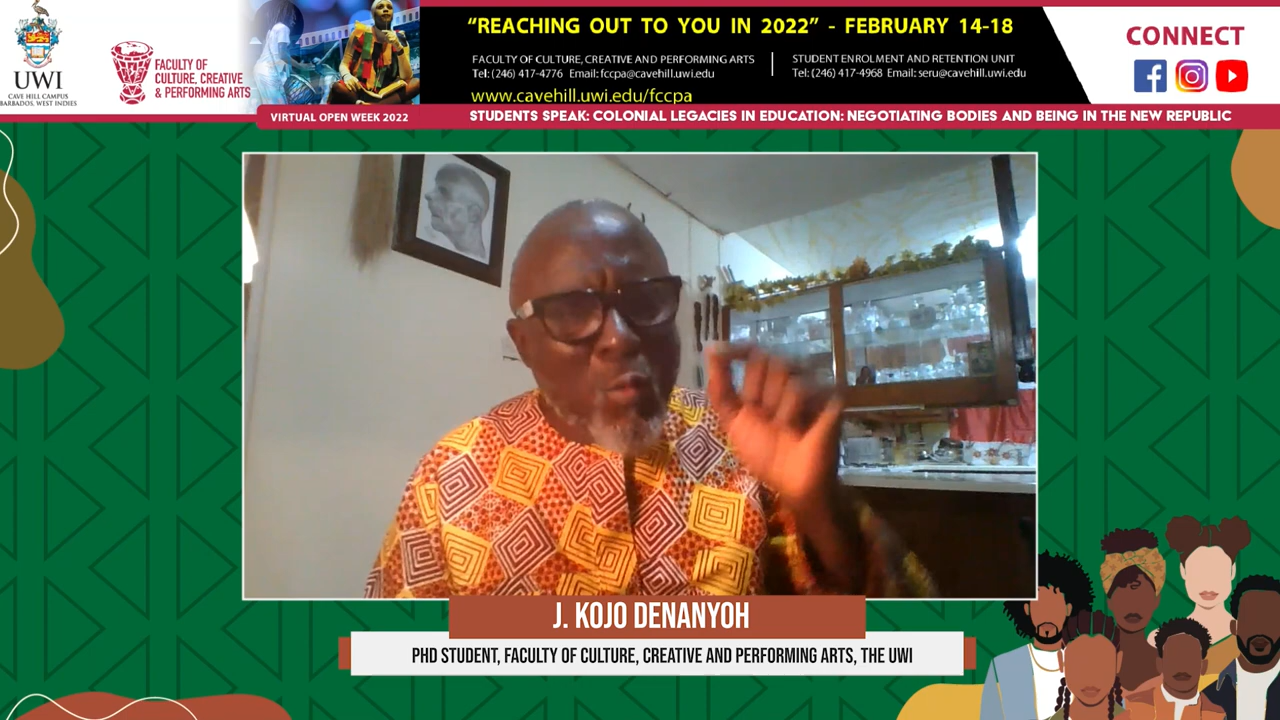 UWI
CAVE HILL CAMPUS
BARBADOS, WEST INDIES
FACULTY OF
CULTURE, CREATIVE
& PERFORMING ARTS
"REACHING OUT TO YOU IN 2022" - FEBRUARY 14-18
FACULTY OF CULTURE, CREATIVE AND PERFORMING ARTS
Tel: (246) 417-4776 Email: fccpa@cavehill.uwi.edu
STUDENT ENROLMENT AND RETENTION UNIT
Tel: (246) 417-4968 Email: seru@cavehill.uwi.edu
www.cavehill.uwi.edu/fccpa
CONNECT
VIRTUAL OPEN WEEK 2022
STUDENTS SPEAK: COLONIAL LEGACIES IN EDUCATION: NEGOTIATING BODIES AND BEING IN THE NEW REPUBLIC
J. KOJO DENANYOH
PHD STUDENT, FACULTY OF CULTURE, CREATIVE AND PERFORMING ARTS, THE UWI